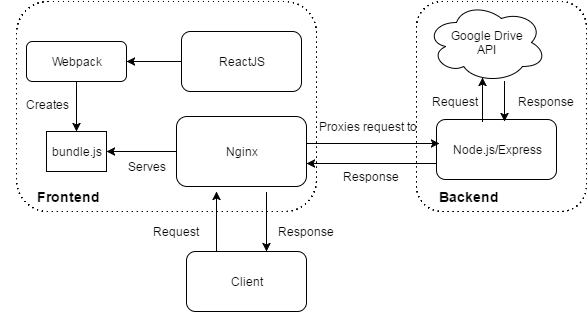 Google Drive
API
Webpack
ReactJS
Creates
Request
Response
Proxies request to
bundle.js
Serves
Nginx
Node.js/Express
Response
Frontend
Backend
Request
Response
Client